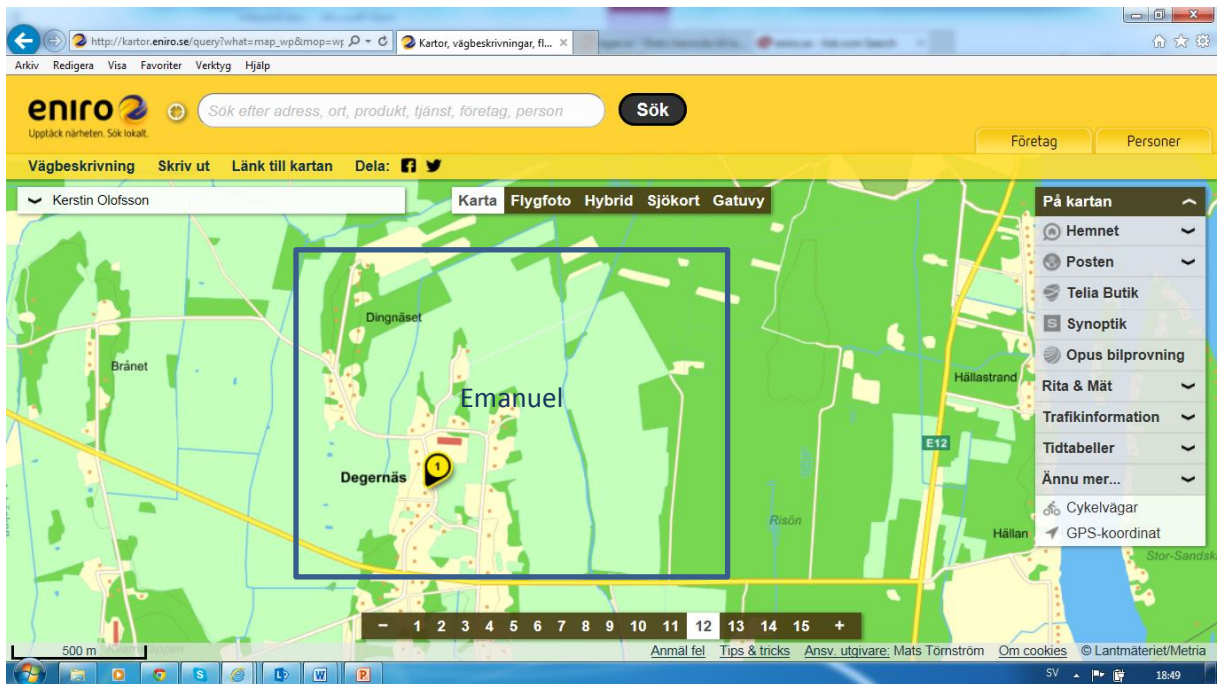 http://kartor.eniro.se/query?what=map_wp&mop=wp
Kartor, vägbeskrivningar, fl...
Arkiv Redigera Visa Favoriter Verktyg Hjälp
eniro
Upptäck närheten. Sök lokalt.
Sök efter adress, ort, produkt, tjänst, företag, person
Sök
Företag Personer
Vägbeskrivning Skriv ut Länk till kartan Dela:
Kerstin Olofsson
Karta Flygfoto Hybrid Sjökort Gatuvy
På kartan
Hemnet
Posten
Telia Butik
Synoptik
Opus bilprovning
Rita & Mät
Trafikinformation
Tidtabeller
Ännu mer...
Cykelvägar
GPS-koordinat
Dingnäset
Brånet
Emanuel
Hällastrand
E12
Degernäs
1
Risön
Hällan
Stor-Sandsk
- 1 2 3 4 5 6 7 8 9 10 11 12 13 14 15 +
500 m
Anmäl fel Tips & tricks Ansv. utgivare: Mats Törnström Om cookies © Lantmäteriet/Metria
SV 18:49